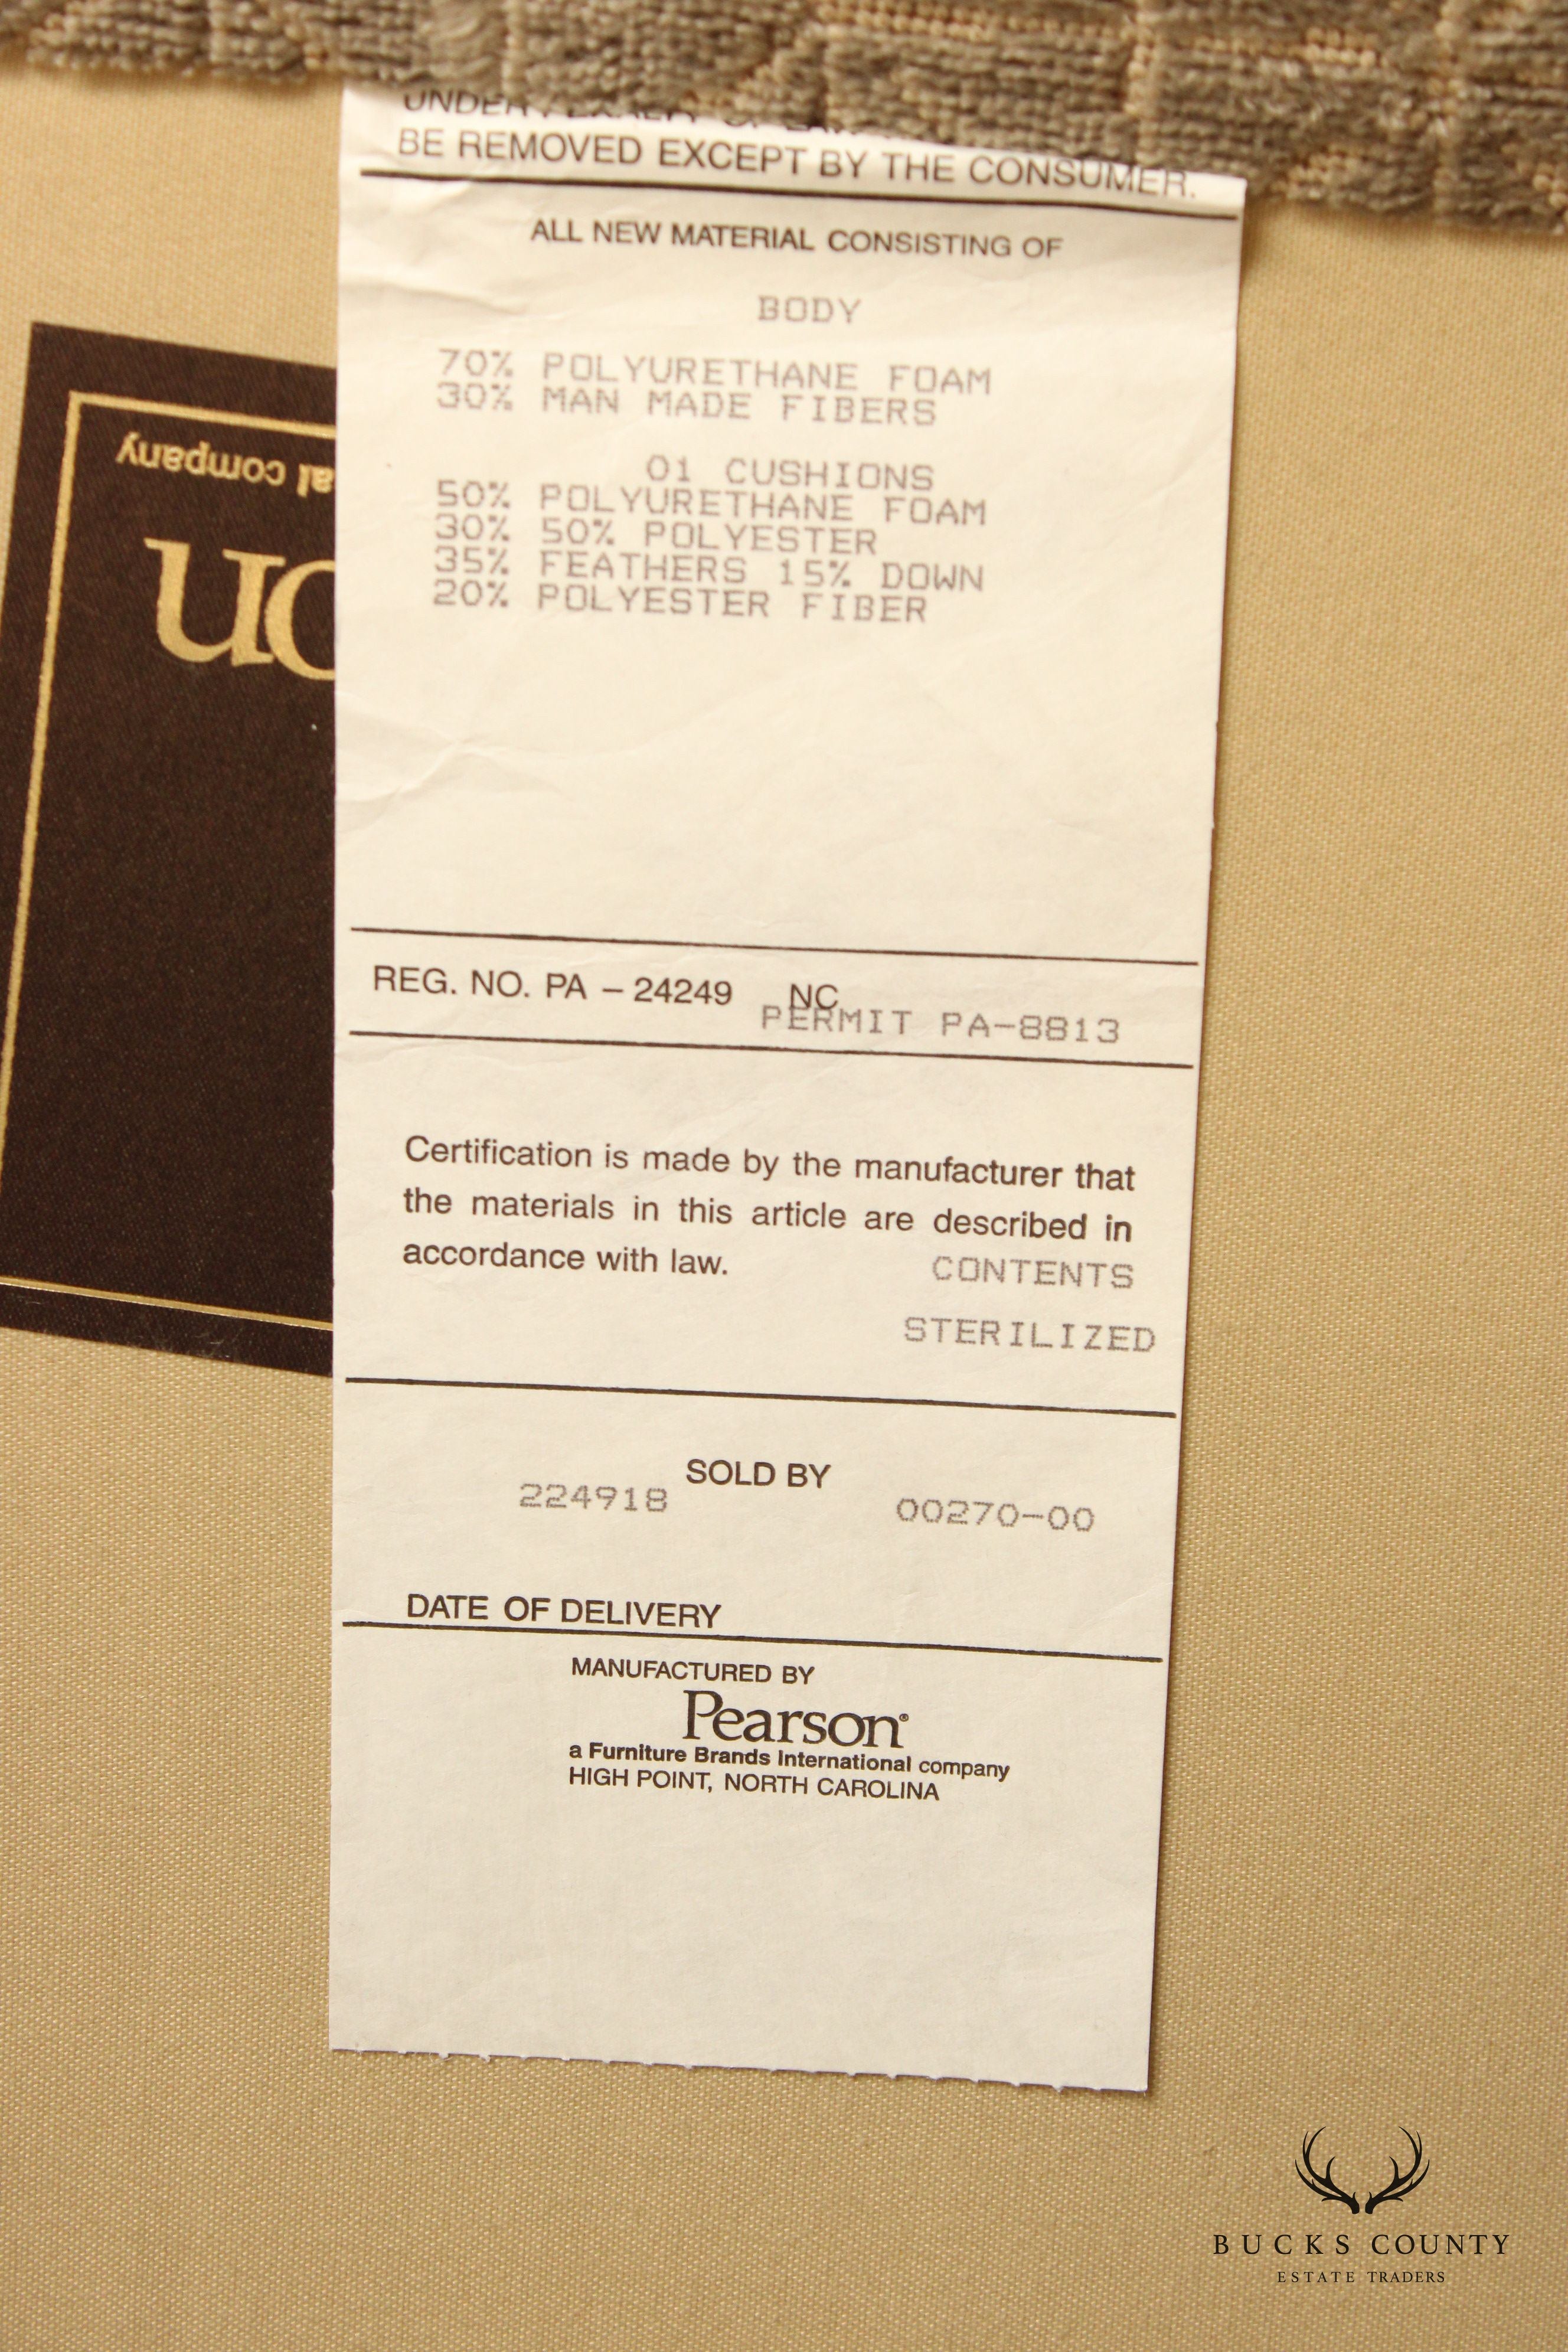 BE REMOVED EXCEPT BY THE CONSUMER.
ALL NEW MATERIAL CONSISTING OF
BODY
70% POLYURETHANE FOAM
30% MAN MADE FIBERS
01 CUSHIONS
50% POLYURETHANE FOAM
30% 50% POLYESTER
35% FEATHERS 15% DOWN
20% POLYESTER FIBER
REG. NO. PA – 24249 NC
PERMIT PA-8813
Certification is made by the manufacturer that
the materials in this article are described in
accordance with law.
CONTENTS
STERILIZED
SOLD BY
224918 00270-00
DATE OF DELIVERY
MANUFACTURED BY
Pearson®
a Furniture Brands International company
HIGH POINT, NORTH CAROLINA
al company
on
BUCKS COUNTY
ESTATE TRADERS